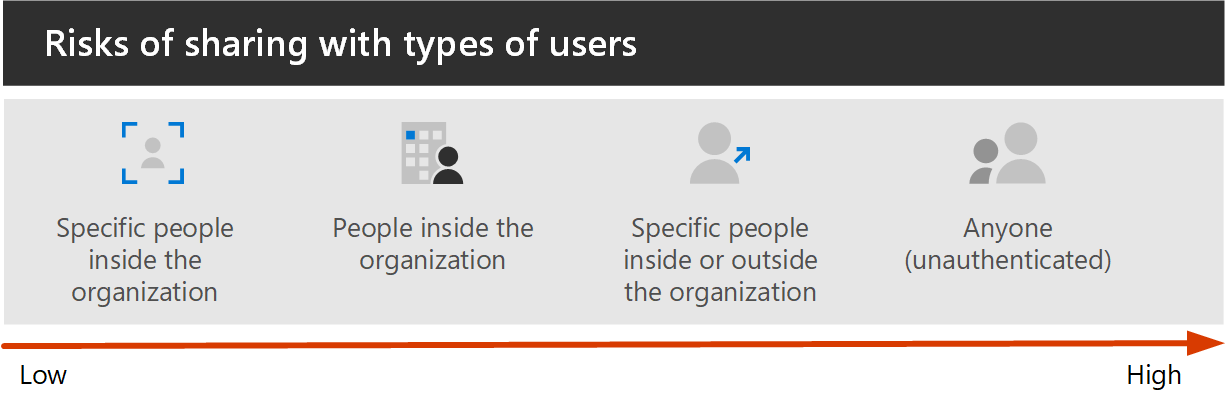 Risks of sharing with types of users
Specific people
inside the
organization
People inside the
organization
Specific people
inside or outside
the organization
Anyone
(unauthenticated)
Low
High